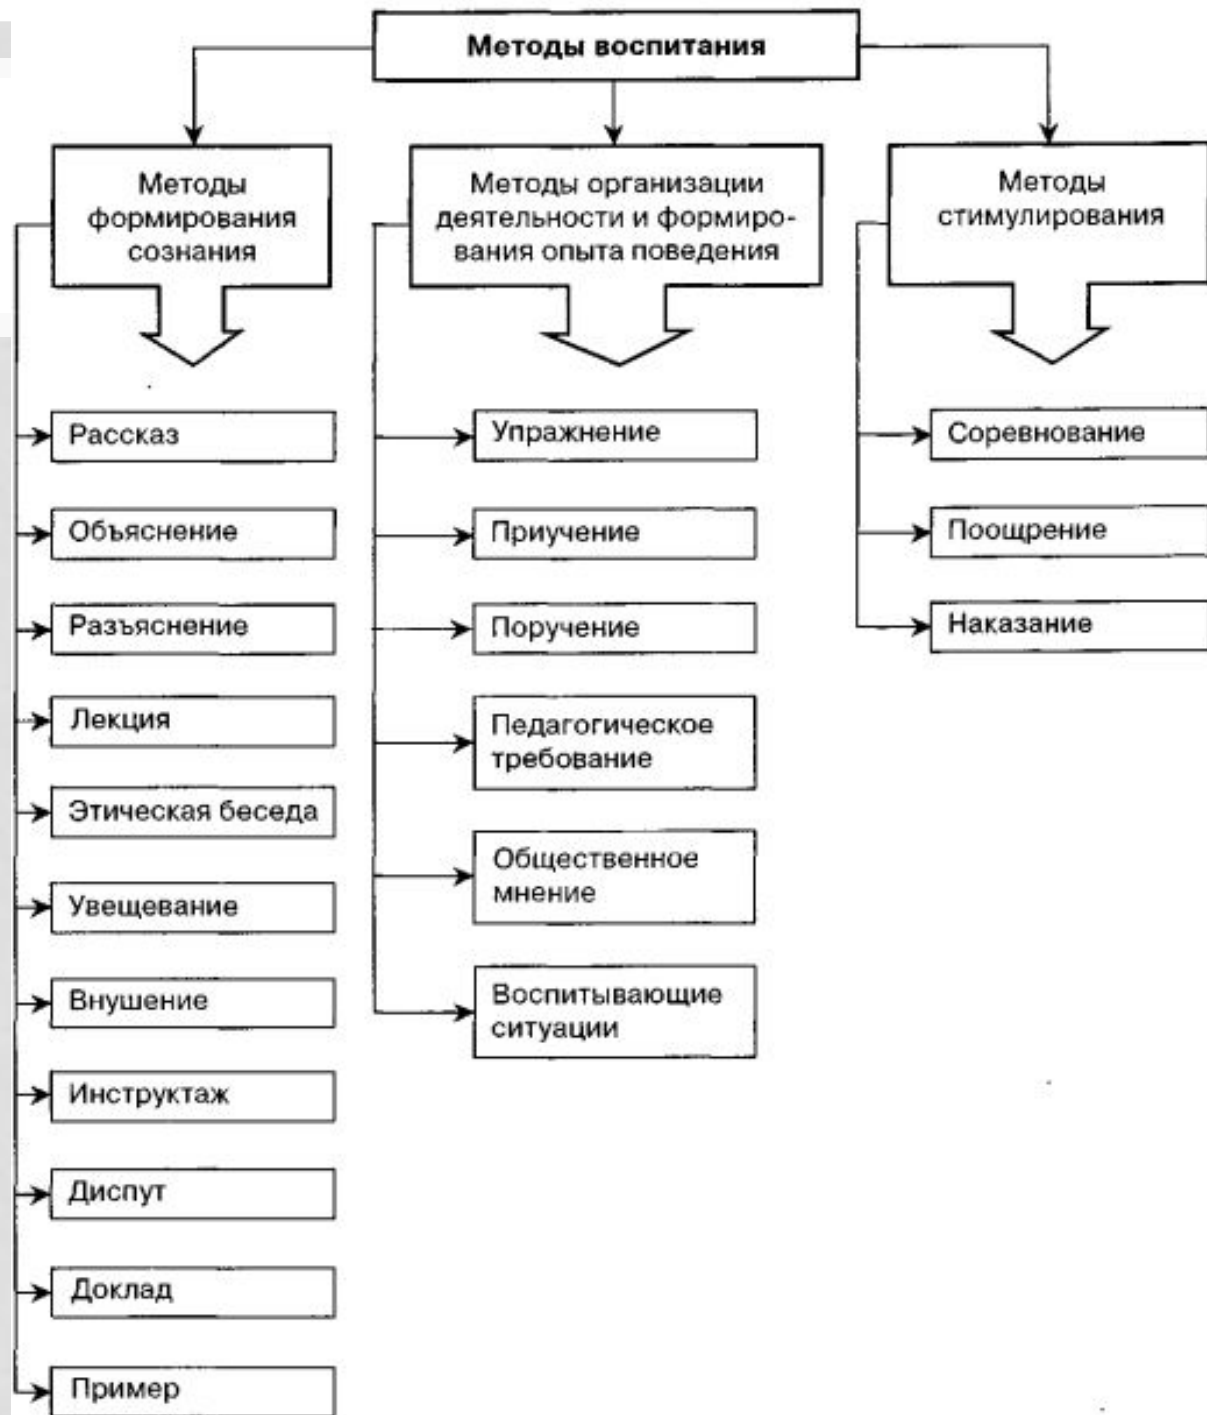 Методы воспитания
Методы
формирования
сознания
Рассказ
Объяснение
Разъяснение
Лекция
Этическая беседа
Увещевание
Внушение
Инструктаж
Диспут
Доклад
Пример
Методы организации
деятельности и формиро-
вания опыта поведения
Упражнение
Приучение
Поручение
Педагогическое
требование
Общественное
мнение
Воспитывающие
ситуации
Методы
стимулирования
Соревнование
Поощрение
Наказание